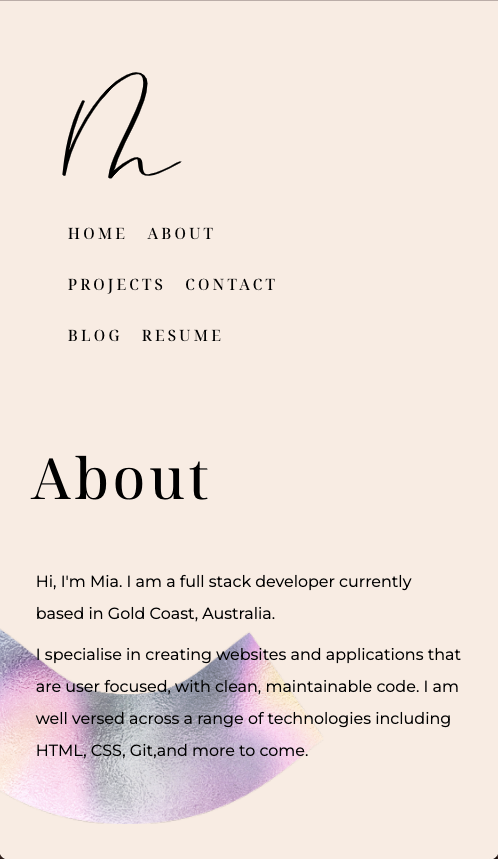 m
HOME ABOUT
PROJECTS CONTACT
BLOG RESUME
About
Hi, I'm Mia. I am a full stack developer currently
based in Gold Coast, Australia.
I specialise in creating websites and applications that
are user focused, with clean, maintainable code. I am
well versed across a range of technologies including
HTML, CSS, Git,and more to come.